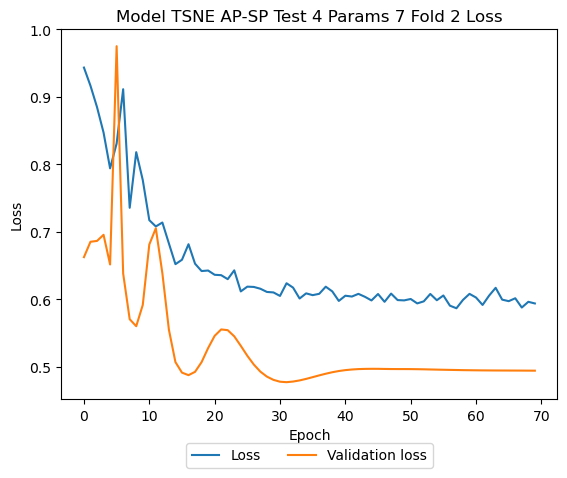 Model TSNE AP-SP Test 4 Params 7 Fold 2 Loss
1.0
0.9
0.8
0.7
0.6
0.5
Loss
0 10 20 30 40 50 60 70
Epoch
Loss Validation loss